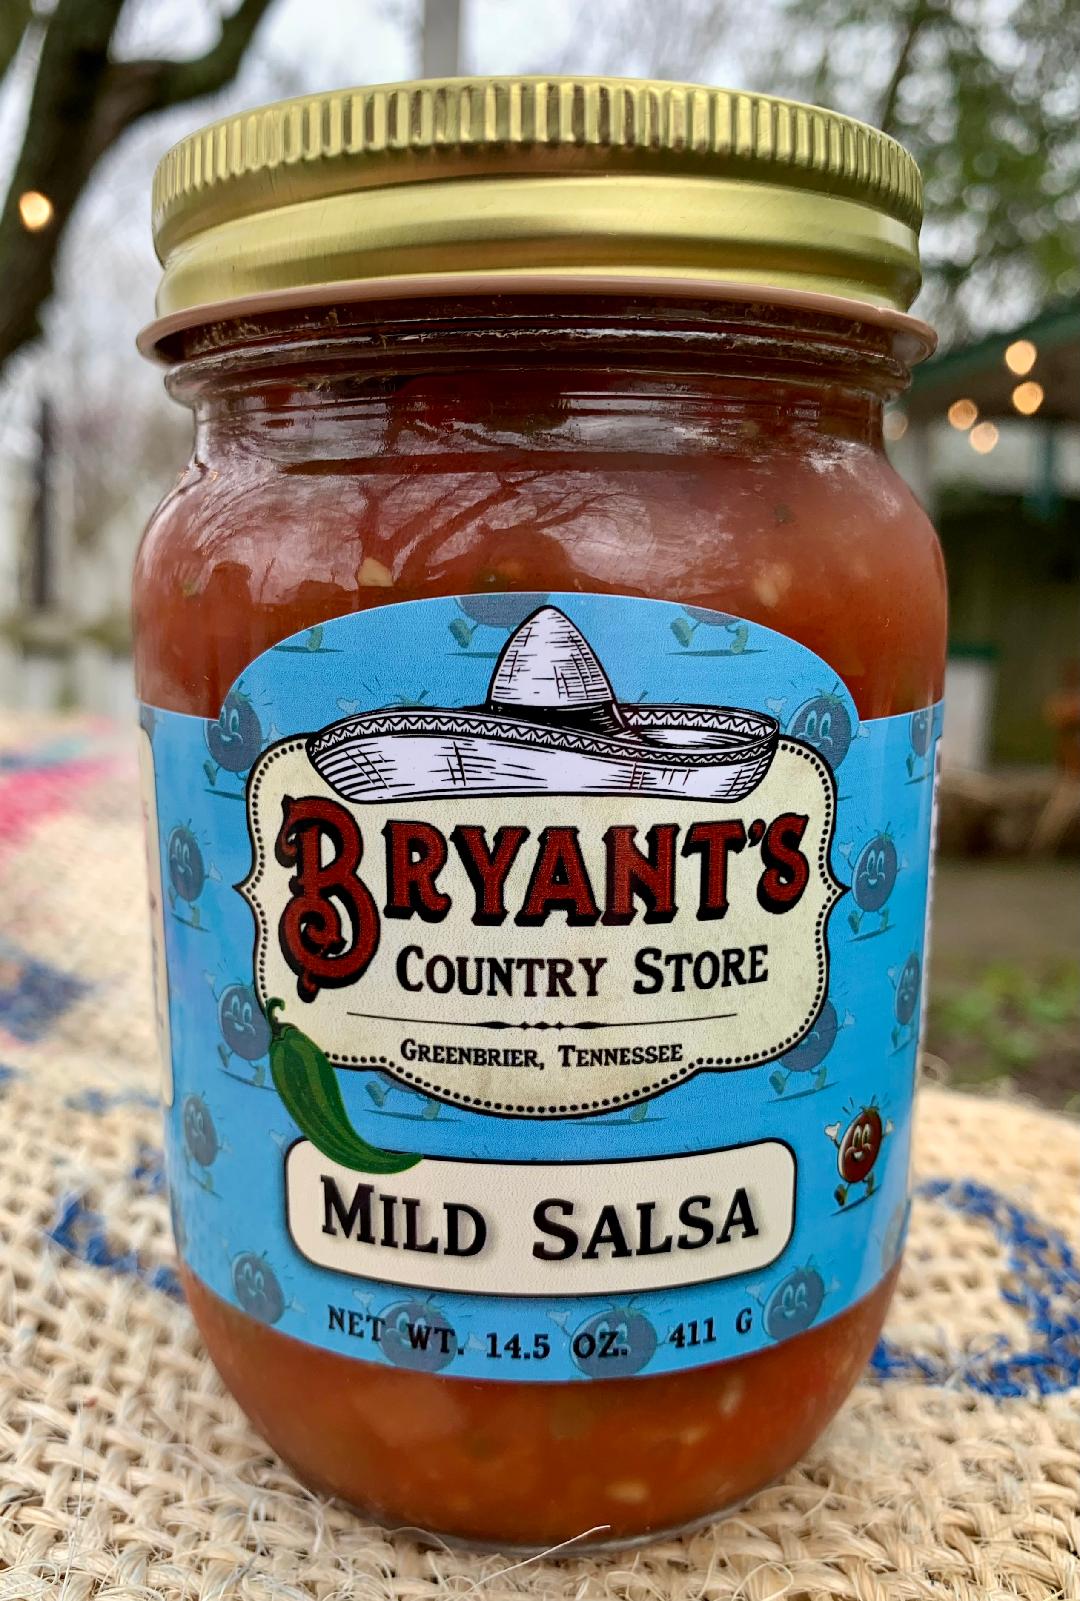 BRYANT'S
COUNTRY STORE
GREENBRIER, TENNESSEE
MILD SALSA
NET WT. 14.5 OZ. 411 G